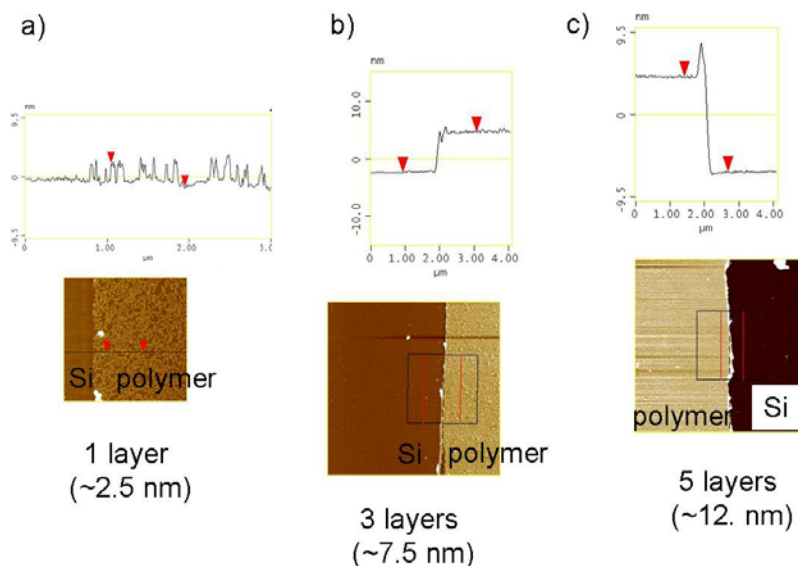 a)
nm
9.5
0
-9.5
0
1.00
2.00
3.0
µm
Si polymer
1 layer
(~2.5 nm)
b)
nm
10.0
0
-10.0
0
1.00
2.00
3.00
4.00
µm
Si polymer
3 layers
(~7.5 nm)
c)
nm
9.5
0
-9.5
0
1.00
2.00
3.00
4.00
µm
polymer Si
5 layers
(~12. nm)